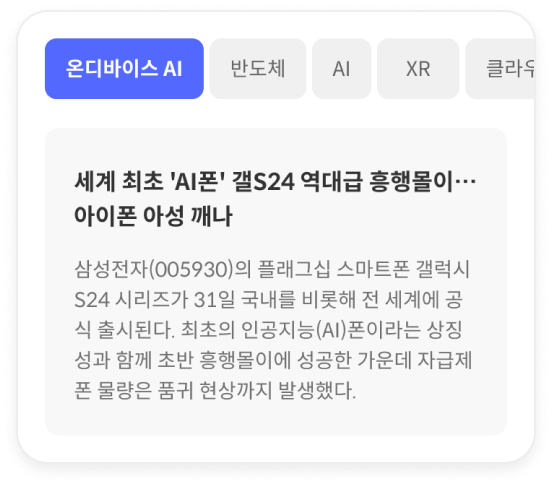 온디바이스 AI 반도체 AI XR 클라우
세계 최초 'AI폰' 갤S24 역대급 흥행몰이…
아이폰 아성 깨나
삼성전자(005930)의 플래그십 스마트폰 갤럭시
S24 시리즈가 31일 국내를 비롯해 전 세계에 공
식 출시된다. 최초의 인공지능(AI)폰이라는 상징
성과 함께 초반 흥행몰이에 성공한 가운데 자급제
폰 물량은 품귀 현상까지 발생했다.